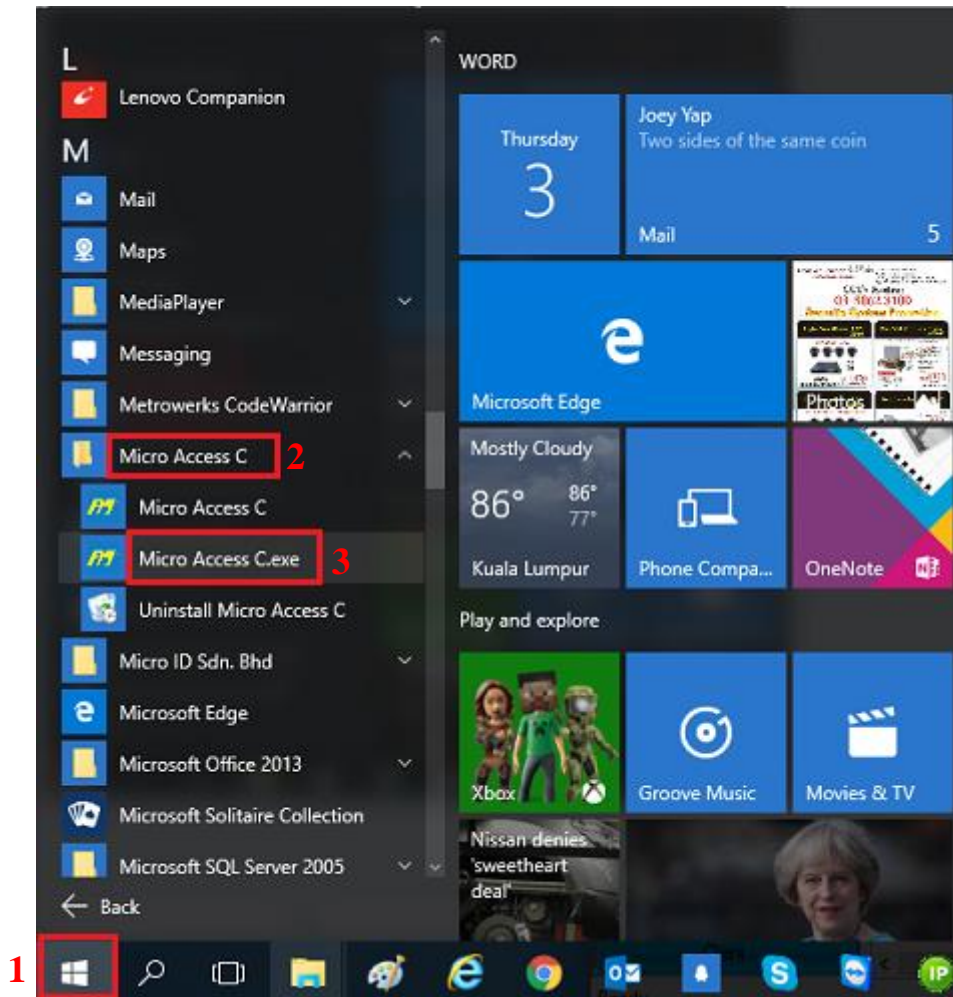 L
Lenovo Companion
M
Mail
Maps
MediaPlayer
Messaging
Metrowerks CodeWarrior
Micro Access C
2
Micro Access C
Micro Access C.exe
3
Uninstall Micro Access C
Micro ID Sdn. Bhd
Microsoft Edge
Microsoft Office 2013
Microsoft Solitaire Collection
Microsoft SQL Server 2005
Back
1
WORD
Thursday
3
Joey Yap
Two sides of the same coin
Mail
5
Microsoft Edge
Photos
Mostly Cloudy
86°
86°
77°
Kuala Lumpur
Phone Compa...
OneNote
Play and explore
Xbox
Groove Music
Movies & TV
Nissan denies
'sweetheart
deal'
IP